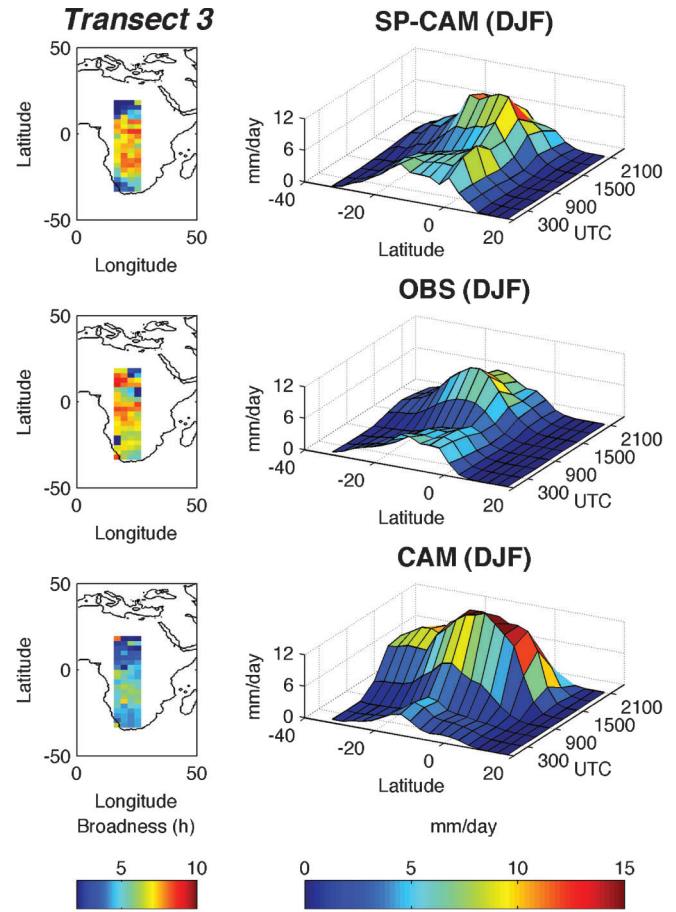 Transect 3
SP-CAM (DJF)
50
0
-50
0
50
Latitude
Longitude
12
6
0
mm/day
-40
-20
0
20
Latitude
300
900
1500
2100
UTC
OBS (DJF)
50
0
-50
0
50
Latitude
Longitude
12
6
0
mm/day
-40
-20
0
20
Latitude
300
900
1500
2100
UTC
CAM (DJF)
50
0
-50
0
50
Latitude
Longitude
12
6
0
mm/day
-40
-20
0
20
Latitude
300
900
1500
2100
UTC
Broadness (h)
5
10
mm/day
0
5
10
15